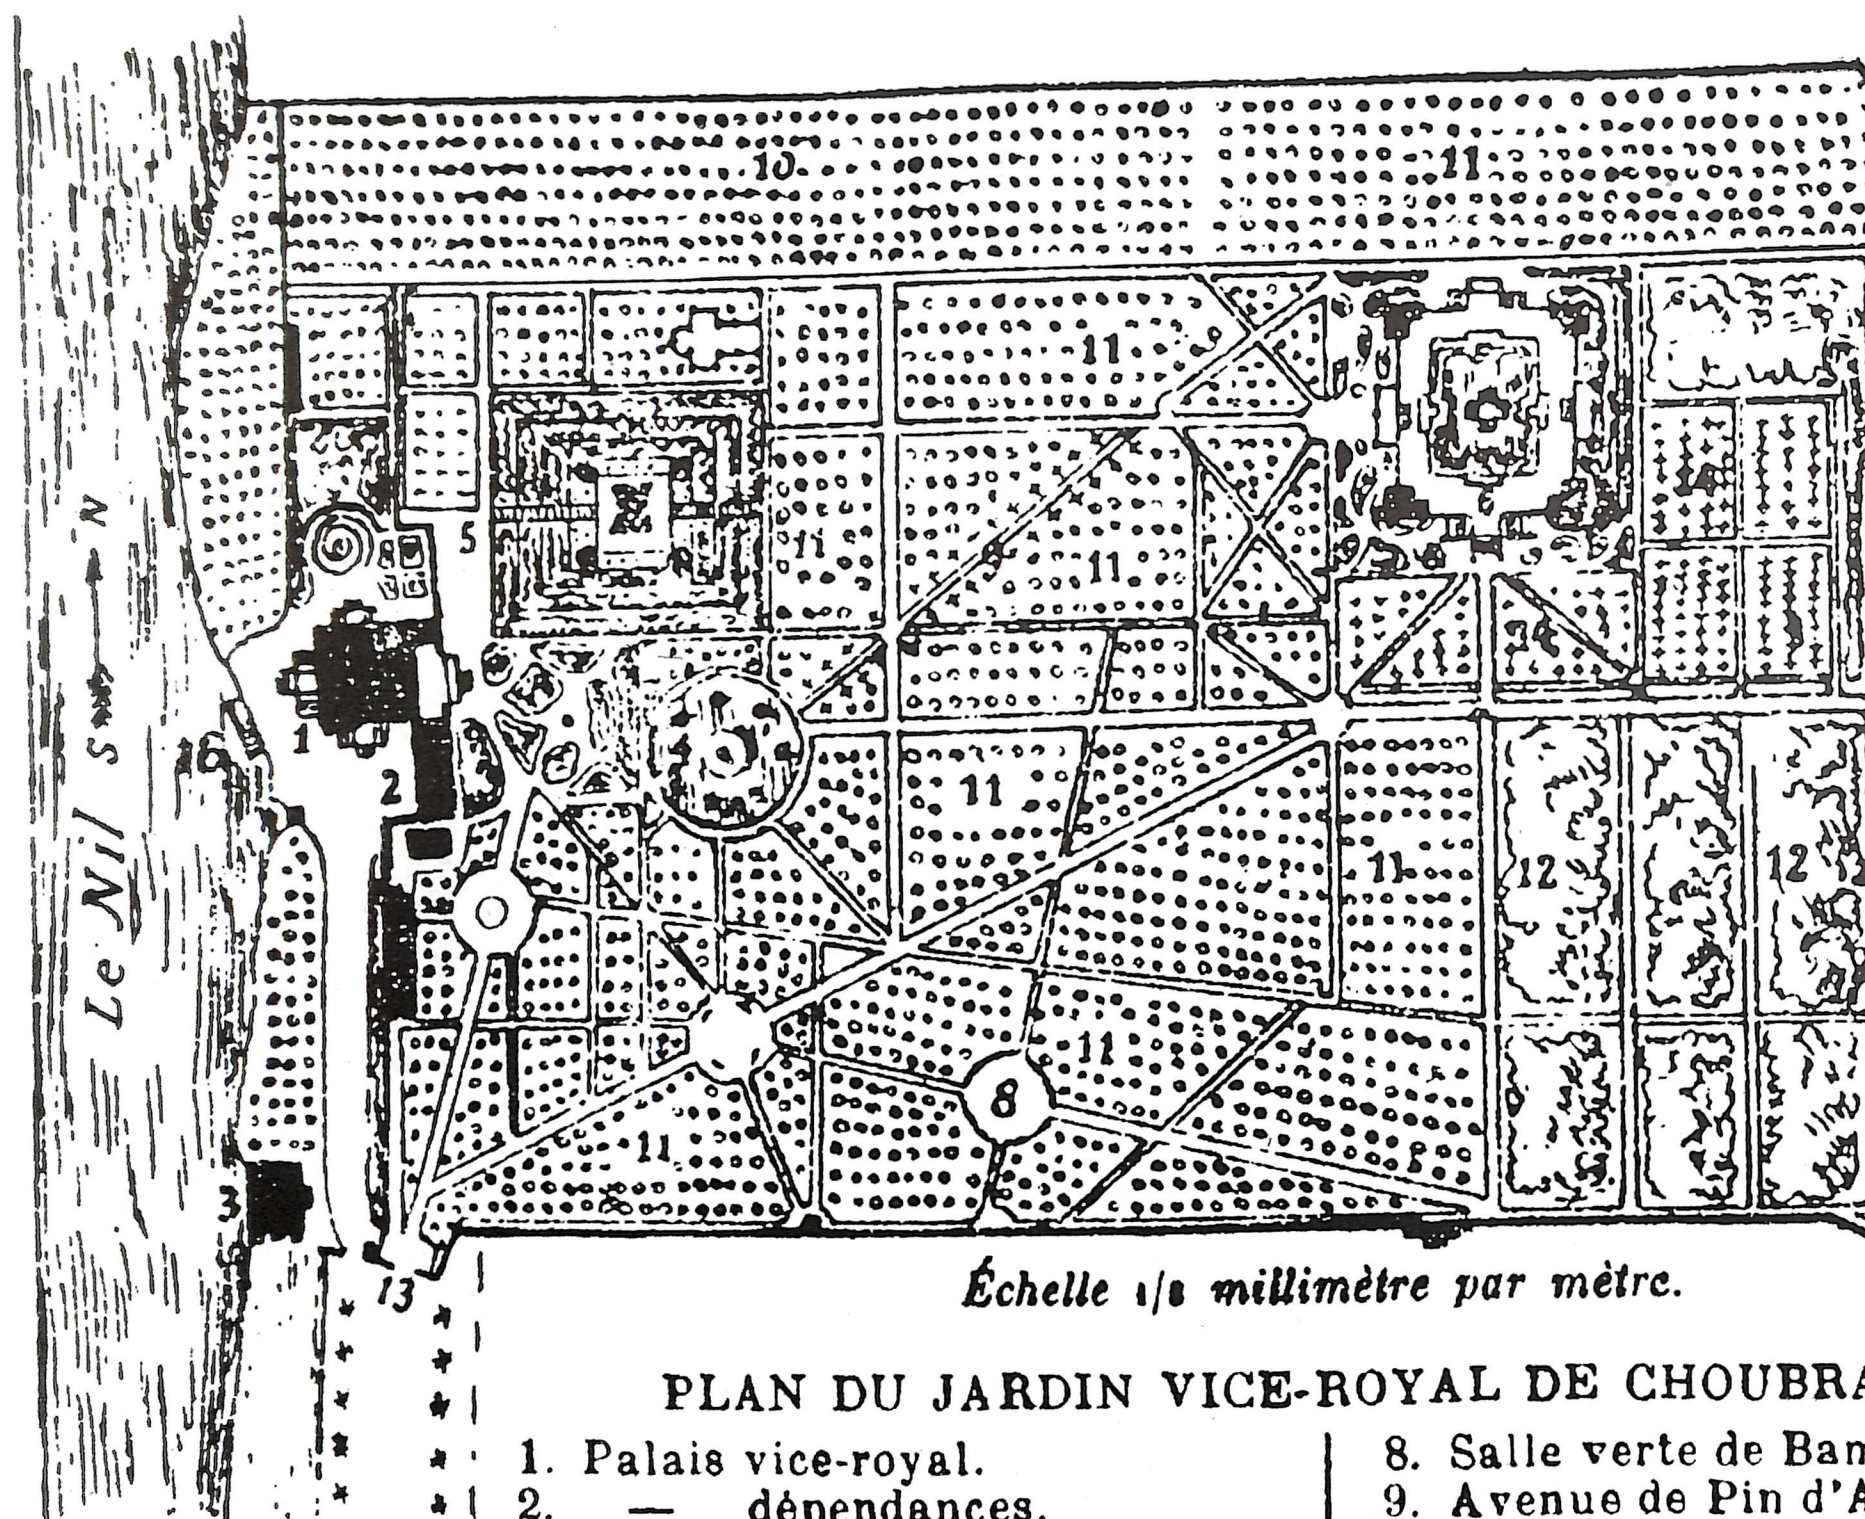 10
11
11
5
11
11
N
S
Le Nil
1
2
11
11
12
12
11
8
11
3
13
Échelle 1/8 millimètre par mètre.
PLAN DU JARDIN VICE-ROYAL DE CHOUBRA
1. Palais vice-royal.
2. — dépendances.
8. Salle verte de Ban
9. Avenue de Pin d'A